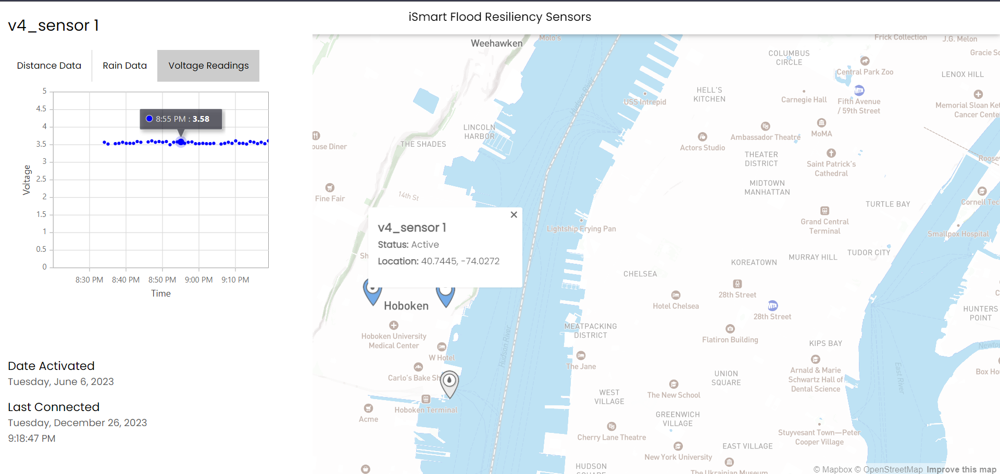 iSmart Flood Resiliency Sensors
v4_sensor 1
Distance Data
Rain Data
Voltage Readings
5
4.5
4
3.5
3
2.5
2
1.5
1
0.5
0
Voltage
8:55 PM : 3.58
8:30 PM
8:40 PM
8:50 PM
9:00 PM
9:10 PM
Time
Date Activated
Tuesday, June 6, 2023
Last Connected
Tuesday, December 26, 2023
9:18:47 PM
Weehawken
Molo's
Frick Collection
J.G. Melon
Gracie Sc
COLUMBUS
CIRCLE
Central Park Zoo
LENOX HILL
Hudson River
HELL'S
KITCHEN
USS Intrepid
Carnegie Hall
MTA
Fifth Avenue
/ 59th Street
Memorial Sloan Ket
Cancer Cente
LINCOLN
HARBOR
THE SHADES
ouse Diner
Ambassador Theatre
MoMA
Actors Studio
THEATER
DISTRICT
Saint Patrick's
Cathedral
Roosev
MIDTOWN
MANHATTAN
Fine Fair
14th St
TURTLE BAY
Cornell Tec
Grand Central
Terminal
Lightship Frying Pan
Smallpox Hospital
v4_sensor 1
Status: Active
Location: 40.7445, -74.0272
Sh
TUDOR CITY
MURRAY HILL
KOREATOWN
CHELSEA
28th Street
Hotel Chelsea
Hoboken
MTA
28th Street
HUNTERS
POINT
C
MEATPACKING
DISTRICT
Hoboken University
Medical Center
Flatiron Building
KIPS BAY
Newto
Hudson River
W Hotel
The Jane
Carlo's Bake Sh
UNION
SQUARE
Arnald & Marie
Schwartz Hall of
Dental Science
East River
Box Ho
WEST
VILLAGE
The New School
Hoboken Terminal
Acme
GREENWICH
VILLAGE
Cherry Lane Theatre
Stuyvesant Town—Peter
Cooper Village
EAST VILLAGE
New York University
HUDSON
SQUARE
The Ukrainian Museum
© Mapbox © OpenStreetMap Improve this map